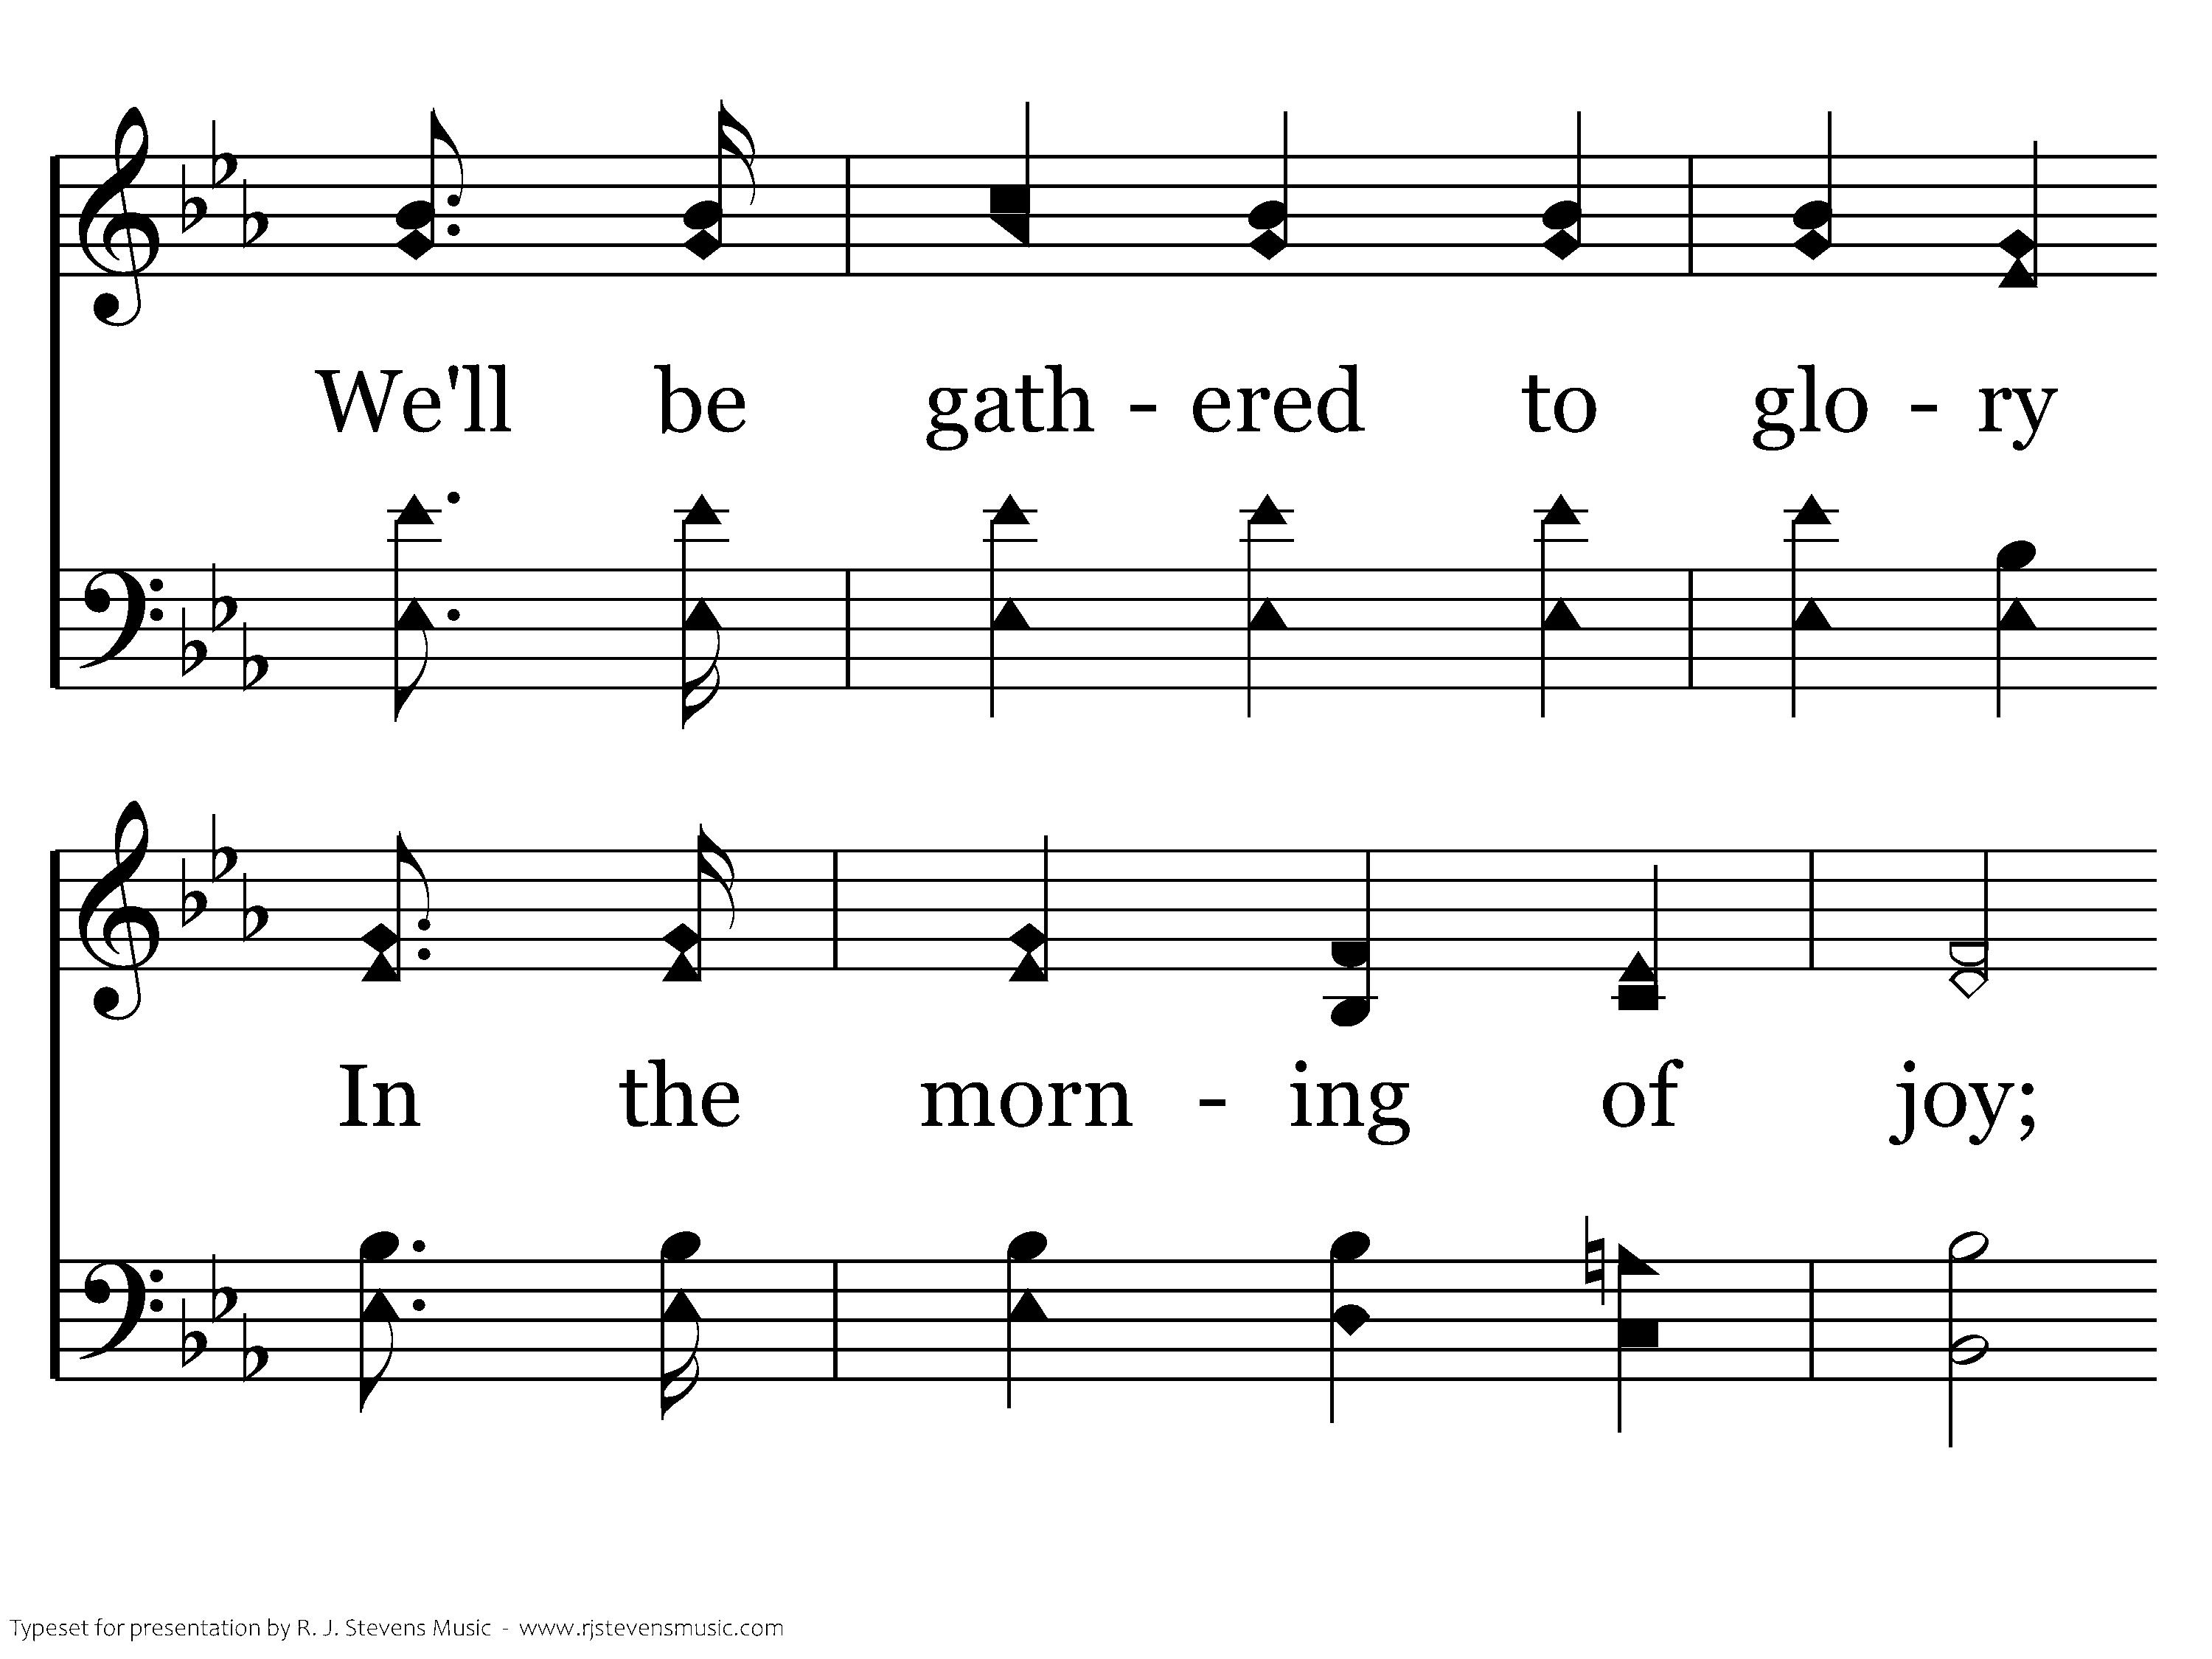 We'll be gath - ered to glo - ry
In the morn - ing of joy;
Typeset for presentation by R. J. Stevens Music - www.rjstevensmusic.com